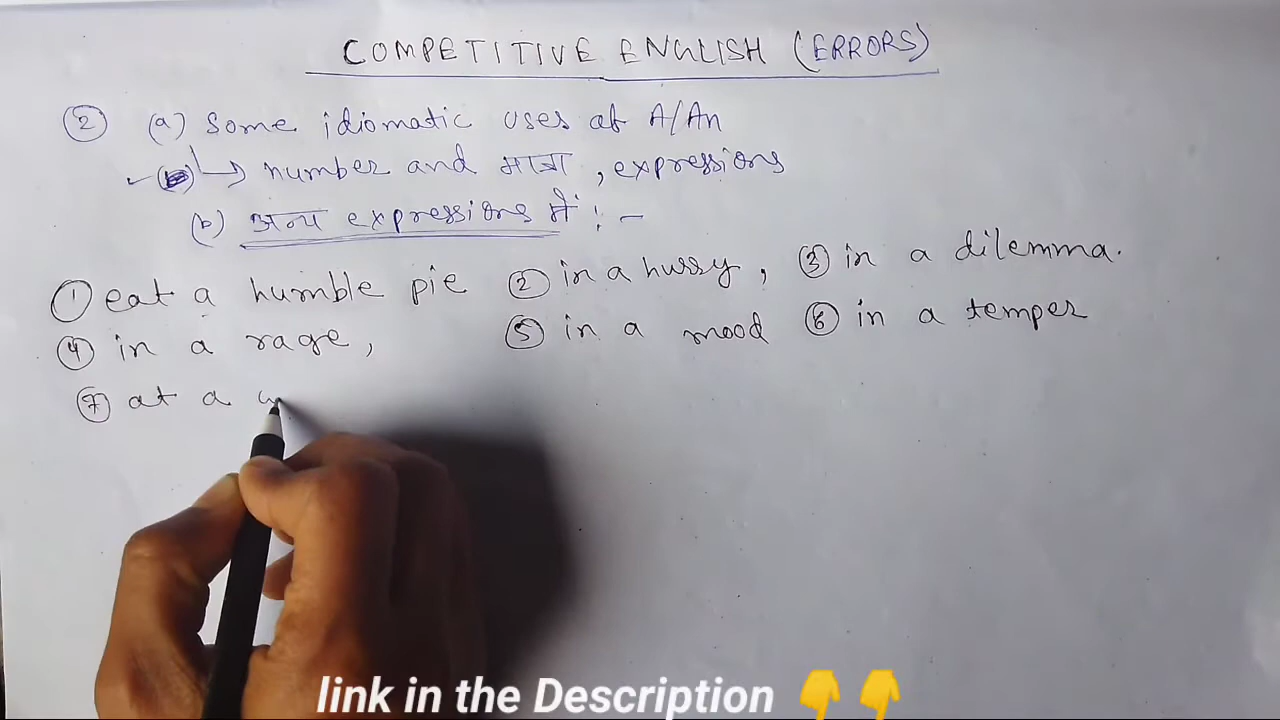 COMPETITIVE ENGLISH (ERRORS)
② (a) Some idiomatic uses of A/An
↳ number and मात्रा, expressions
(b) अन्य expressions में :-
① eat a humble pie ② in a hurry, ③ in a dilemma.
④ in a rage, ⑤ in a mood ⑥ in a temper
⑦ at a
link in the Description 👇👇